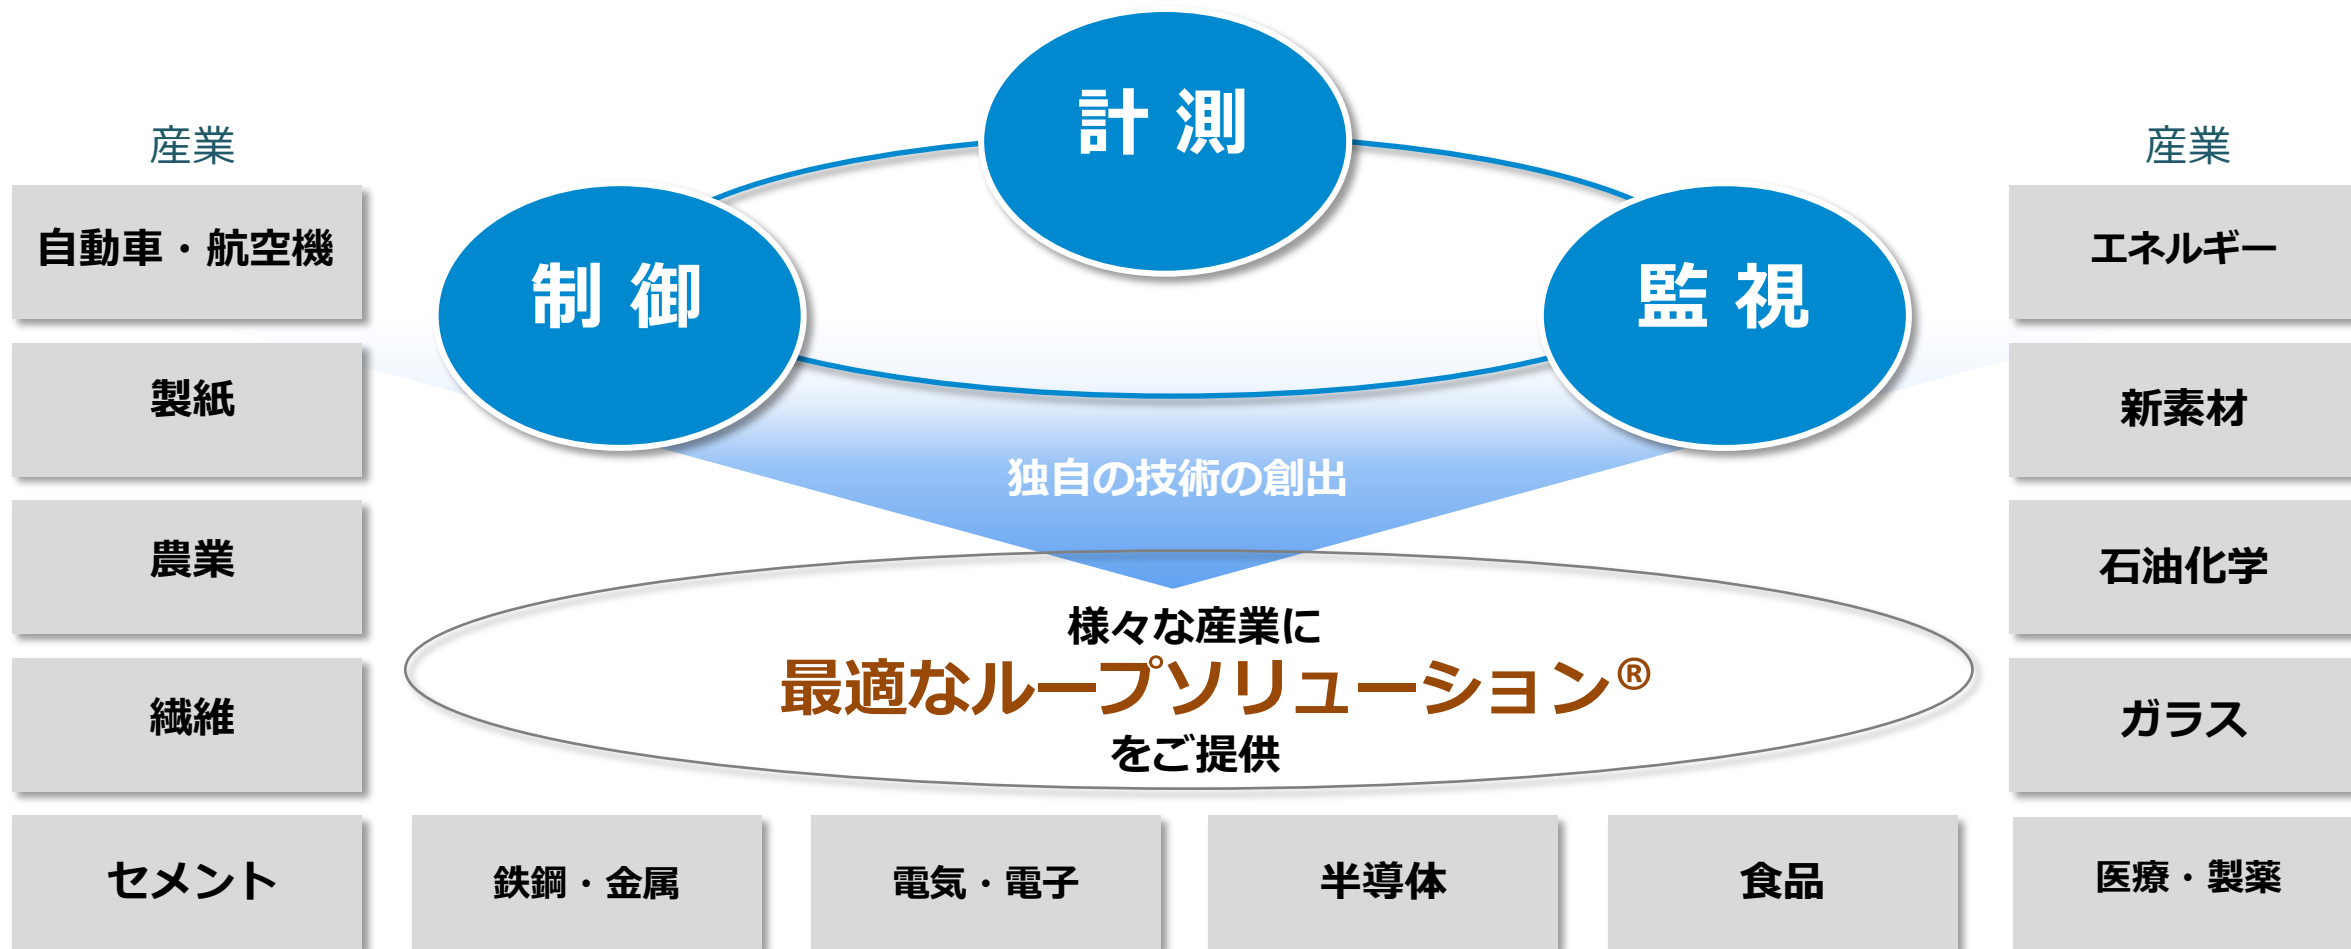 計 測
産業
産業
制 御
監 視
自動車・航空機
製紙
農業
繊維
エネルギー
新素材
石油化学
ガラス
独自の技術の創出
様々な産業に
最適なループソリューション®
をご提供
セメント
鉄鋼・金属
電気・電子
半導体
食品
医療・製薬